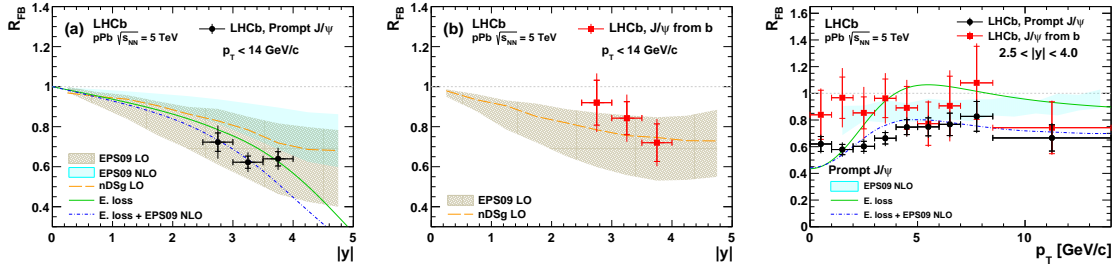 R_FB
1.4
1.2
1
0.8
0.6
0.4
(a)
LHCb
pPb √s_NN = 5 TeV
LHCb, Prompt J/ψ
p_T < 14 GeV/c
EPS09 LO
EPS09 NLO
nDSg LO
E. loss
E. loss + EPS09 NLO
0 1 2 3 4 5
|y|
R_FB
1.4
1.2
1
0.8
0.6
0.4
(b)
LHCb
pPb √s_NN = 5 TeV
LHCb, J/ψ from b
p_T < 14 GeV/c
EPS09 LO
nDSg LO
0 1 2 3 4 5
|y|
R_FB
1.6
1.4
1.2
1
0.8
0.6
0.4
0.2
0
LHCb
pPb √s_NN = 5 TeV
LHCb, Prompt J/ψ
LHCb, J/ψ from b
2.5 < |y| < 4.0
Prompt J/ψ
EPS09 NLO
E. loss
E. loss + EPS09 NLO
0 5 10
p_T [GeV/c]